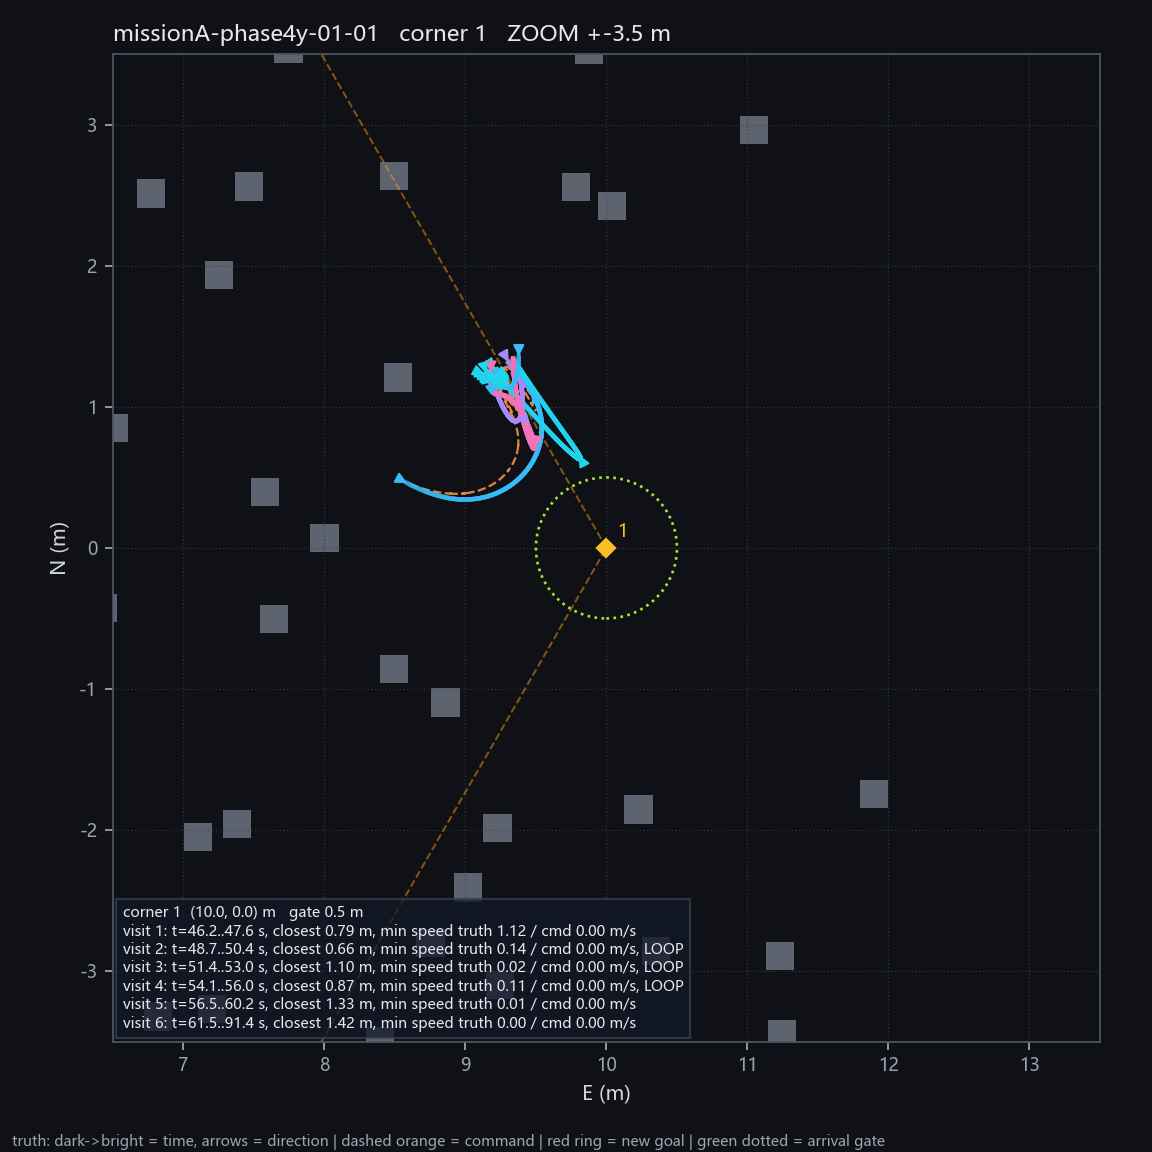 missionA-phase4y-01-01 corner 1 ZOOM +-3.5 m
3
2
1
0
-1
-2
-3
N (m)
1
corner 1 (10.0, 0.0) m gate 0.5 m
visit 1: t=46.2..47.6 s, closest 0.79 m, min speed truth 1.12 / cmd 0.00 m/s
visit 2: t=48.7..50.4 s, closest 0.66 m, min speed truth 0.14 / cmd 0.00 m/s, LOOP
visit 3: t=51.4..53.0 s, closest 1.10 m, min speed truth 0.02 / cmd 0.00 m/s, LOOP
visit 4: t=54.1..56.0 s, closest 0.87 m, min speed truth 0.11 / cmd 0.00 m/s, LOOP
visit 5: t=56.5..60.2 s, closest 1.33 m, min speed truth 0.01 / cmd 0.00 m/s
visit 6: t=61.5..91.4 s, closest 1.42 m, min speed truth 0.00 / cmd 0.00 m/s
7 8 9 10 11 12 13
E (m)
truth: dark->bright = time, arrows = direction | dashed orange = command | red ring = new goal | green dotted = arrival gate